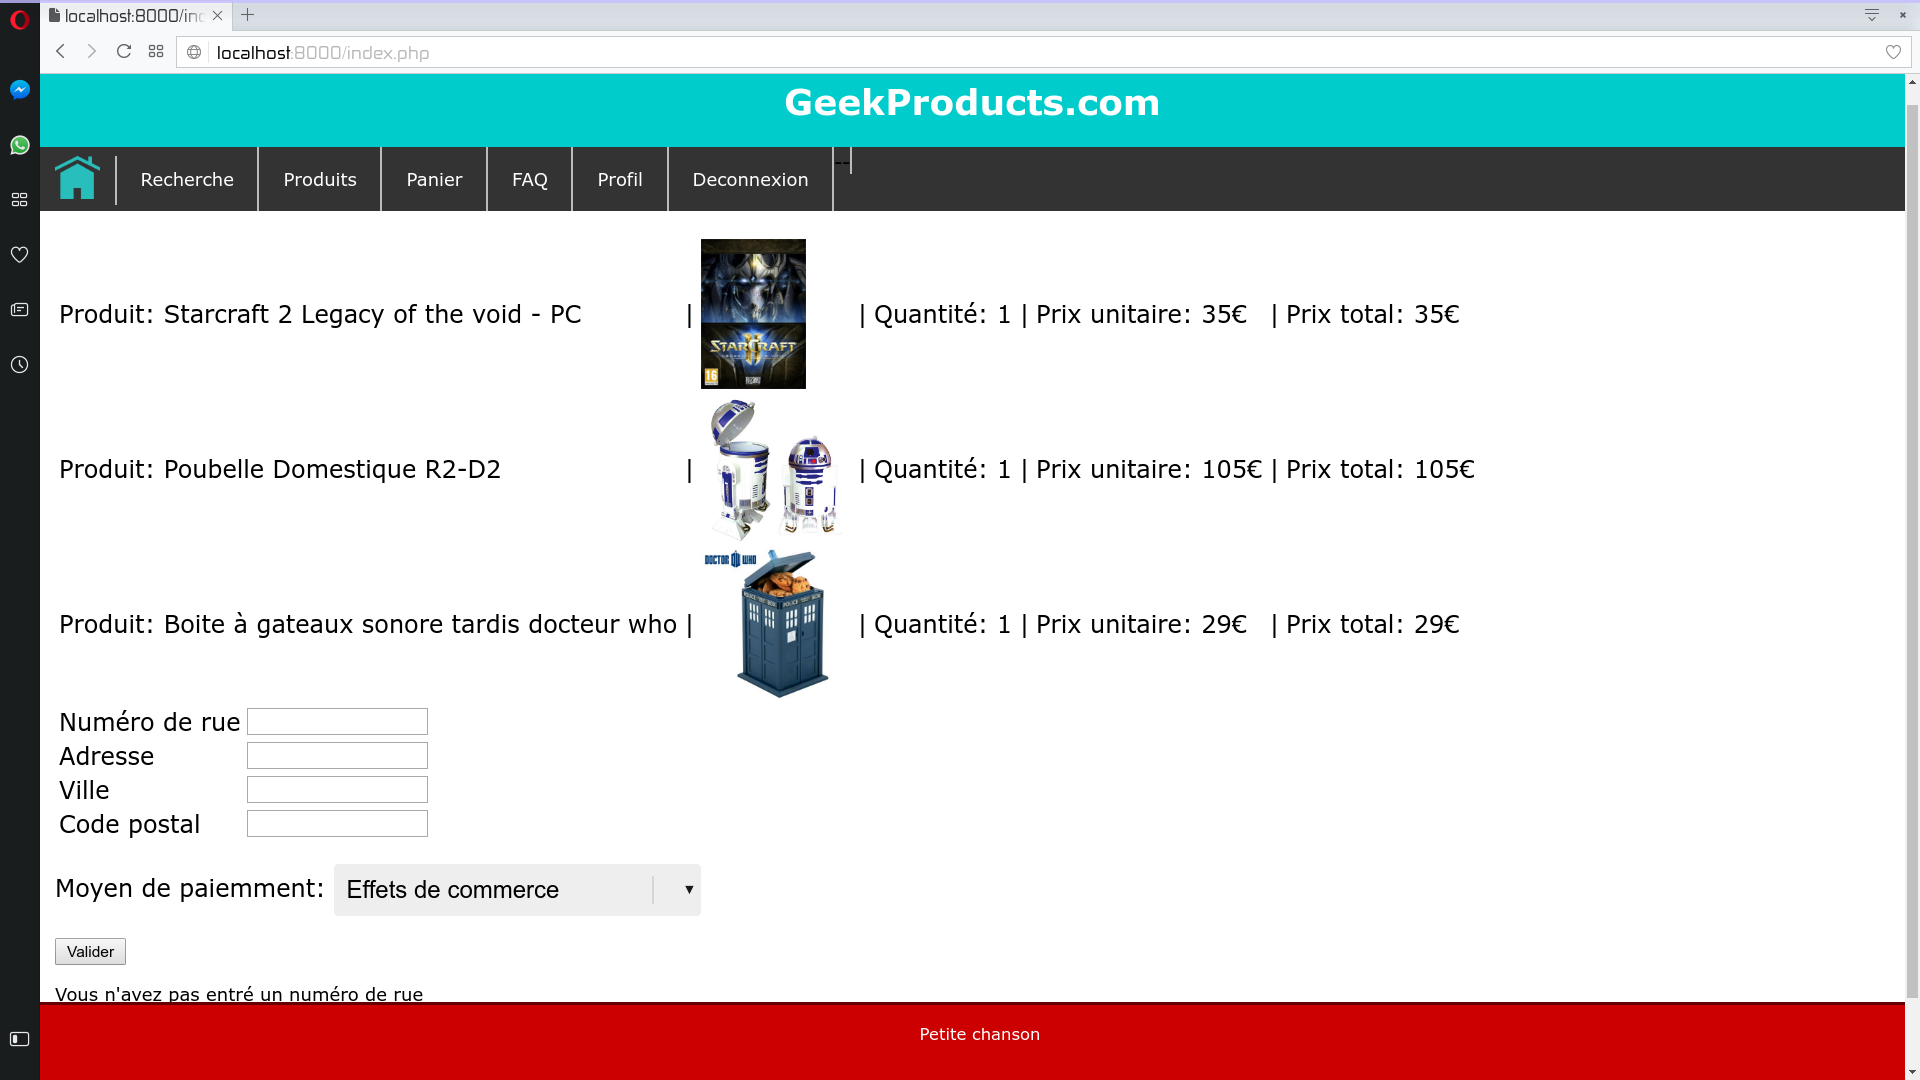 localhost:8000/ind
localhost:8000/index.php
GeekProducts.com
Recherche
Produits
Panier
FAQ
Profil
Deconnexion
--
Produit: Starcraft 2 Legacy of the void - PC | | Quantité: 1 | Prix unitaire: 35€ | Prix total: 35€
STARCRAFT
II
16
Produit: Poubelle Domestique R2-D2 | | Quantité: 1 | Prix unitaire: 105€ | Prix total: 105€
DOCTOR WHO
Produit: Boite à gateaux sonore tardis docteur who | | Quantité: 1 | Prix unitaire: 29€ | Prix total: 29€
Numéro de rue
Adresse
Ville
Code postal
Moyen de paiemment: Effets de commerce
Valider
Vous n'avez pas entré un numéro de rue
Petite chanson